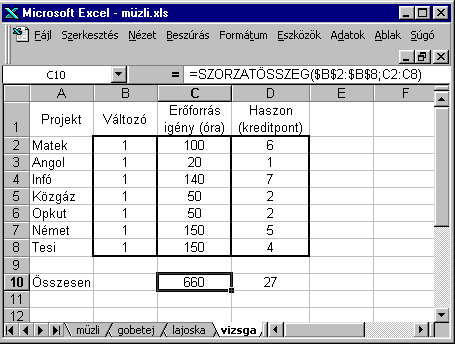 Microsoft Excel - müzli.xls
Fájl Szerkesztés Nézet Beszúrás Formátum Eszközök Adatok Ablak Súgó
C10 = =SZORZATÖSSZEG($B$2:$B$8;C2:C8)
A B C D E F
1 Projekt Változó Erőforrás igény (óra) Haszon (kreditpont)
2 Matek 1 100 6
3 Angol 1 20 1
4 Infó 1 140 7
5 Közgáz 1 50 2
6 Opkut 1 50 2
7 Német 1 150 5
8 Tesi 1 150 4
9
10 Összesen 660 27
11
12
müzli gobetej lajoska vizsga